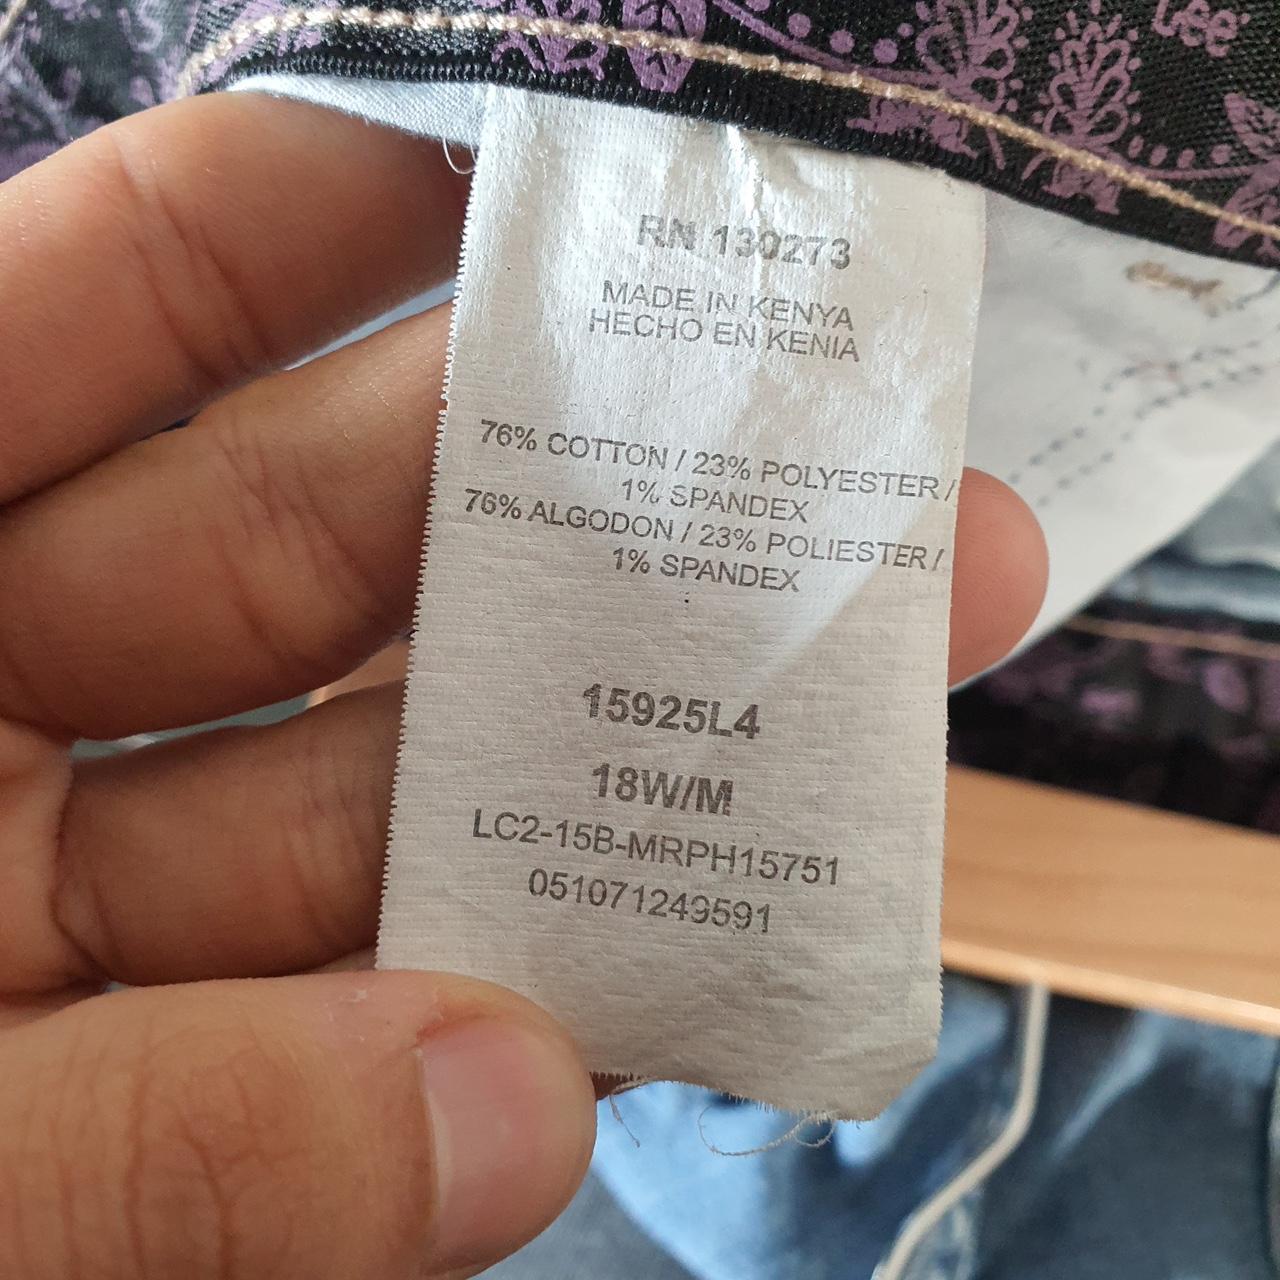 Lee
RN 130273
MADE IN KENYA
HECHO EN KENIA
76% COTTON / 23% POLYESTER /
1% SPANDEX
76% ALGODON / 23% POLIESTER /
1% SPANDEX
15925L4
18W/M
LC2-15B-MRPH15751
051071249591